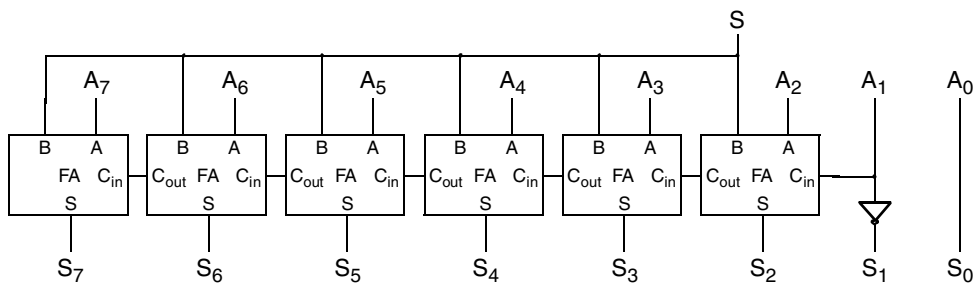 S
A7 A6 A5 A4 A3 A2 A1 A0
B A B A B A B A B A B A
FA Cin Cout FA Cin Cout FA Cin Cout FA Cin Cout FA Cin Cout FA Cin
S S S S S S
S7 S6 S5 S4 S3 S2 S1 S0